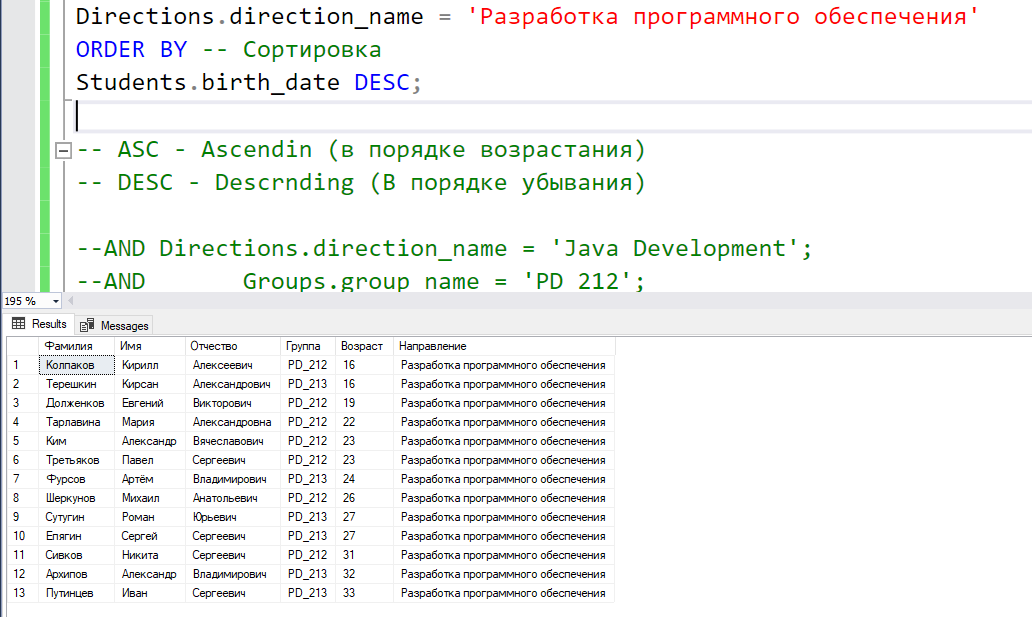 Directions.direction_name = 'Разработка программного обеспечения'
ORDER BY -- Сортировка
Students.birth_date DESC;
-- ASC - Ascendin (в порядке возрастания)
-- DESC - Descrnding (В порядке убывания)
--AND Directions.direction_name = 'Java Development';
--AND Groups.group_name = 'PD_212';
195 %
Results Messages
Фамилия Имя Отчество Группа Возраст Направление
1 Колпаков Кирилл Алексеевич PD_212 16 Разработка программного обеспечения
2 Терешкин Кирсан Александрович PD_213 16 Разработка программного обеспечения
3 Долженков Евгений Викторович PD_212 19 Разработка программного обеспечения
4 Тарлавина Мария Александровна PD_212 22 Разработка программного обеспечения
5 Ким Александр Вячеславович PD_212 23 Разработка программного обеспечения
6 Третьяков Павел Сергеевич PD_212 23 Разработка программного обеспечения
7 Фурсов Артём Владимирович PD_213 24 Разработка программного обеспечения
8 Шеркунов Михаил Анатольевич PD_212 26 Разработка программного обеспечения
9 Сутугин Роман Юрьевич PD_213 27 Разработка программного обеспечения
10 Епягин Сергей Сергеевич PD_213 27 Разработка программного обеспечения
11 Сивков Никита Сергеевич PD_212 31 Разработка программного обеспечения
12 Архипов Александр Владимирович PD_213 32 Разработка программного обеспечения
13 Путинцев Иван Сергеевич PD_213 33 Разработка программного обеспечения